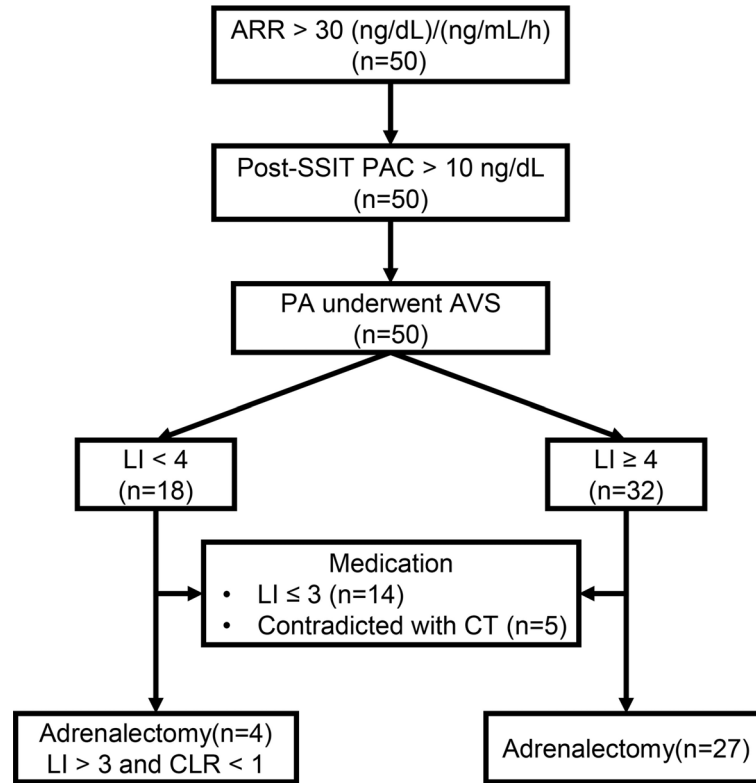 ARR > 30 (ng/dL)/(ng/mL/h)
(n=50)
Post-SSIT PAC > 10 ng/dL
(n=50)
PA underwent AVS
(n=50)
LI < 4
(n=18)
LI ≥ 4
(n=32)
Medication
• LI ≤ 3 (n=14)
• Contradicted with CT (n=5)
Adrenalectomy(n=4)
LI > 3 and CLR < 1
Adrenalectomy(n=27)